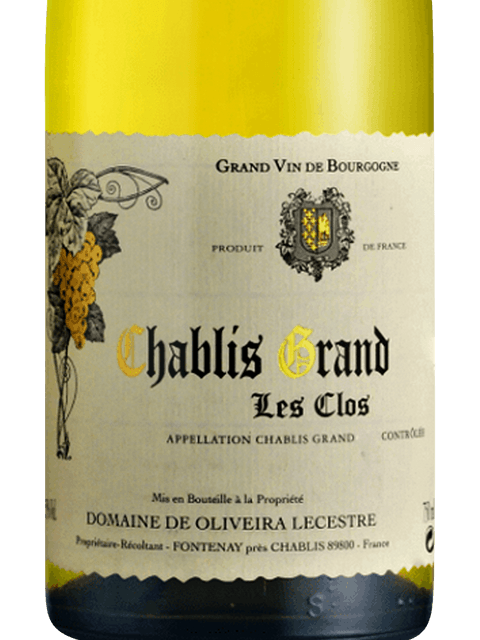 GRAND VIN DE BOURGOGNE
PRODUIT DE FRANCE
Chablis Grand
Les Clos
APPELLATION CHABLIS GRAND CONTRÔLÉE
Mis en Bouteille à la Propriété
DOMAINE DE OLIVEIRA LECESTRE
Propriétaire-Récoltant - FONTENAY près CHABLIS 89800 - France